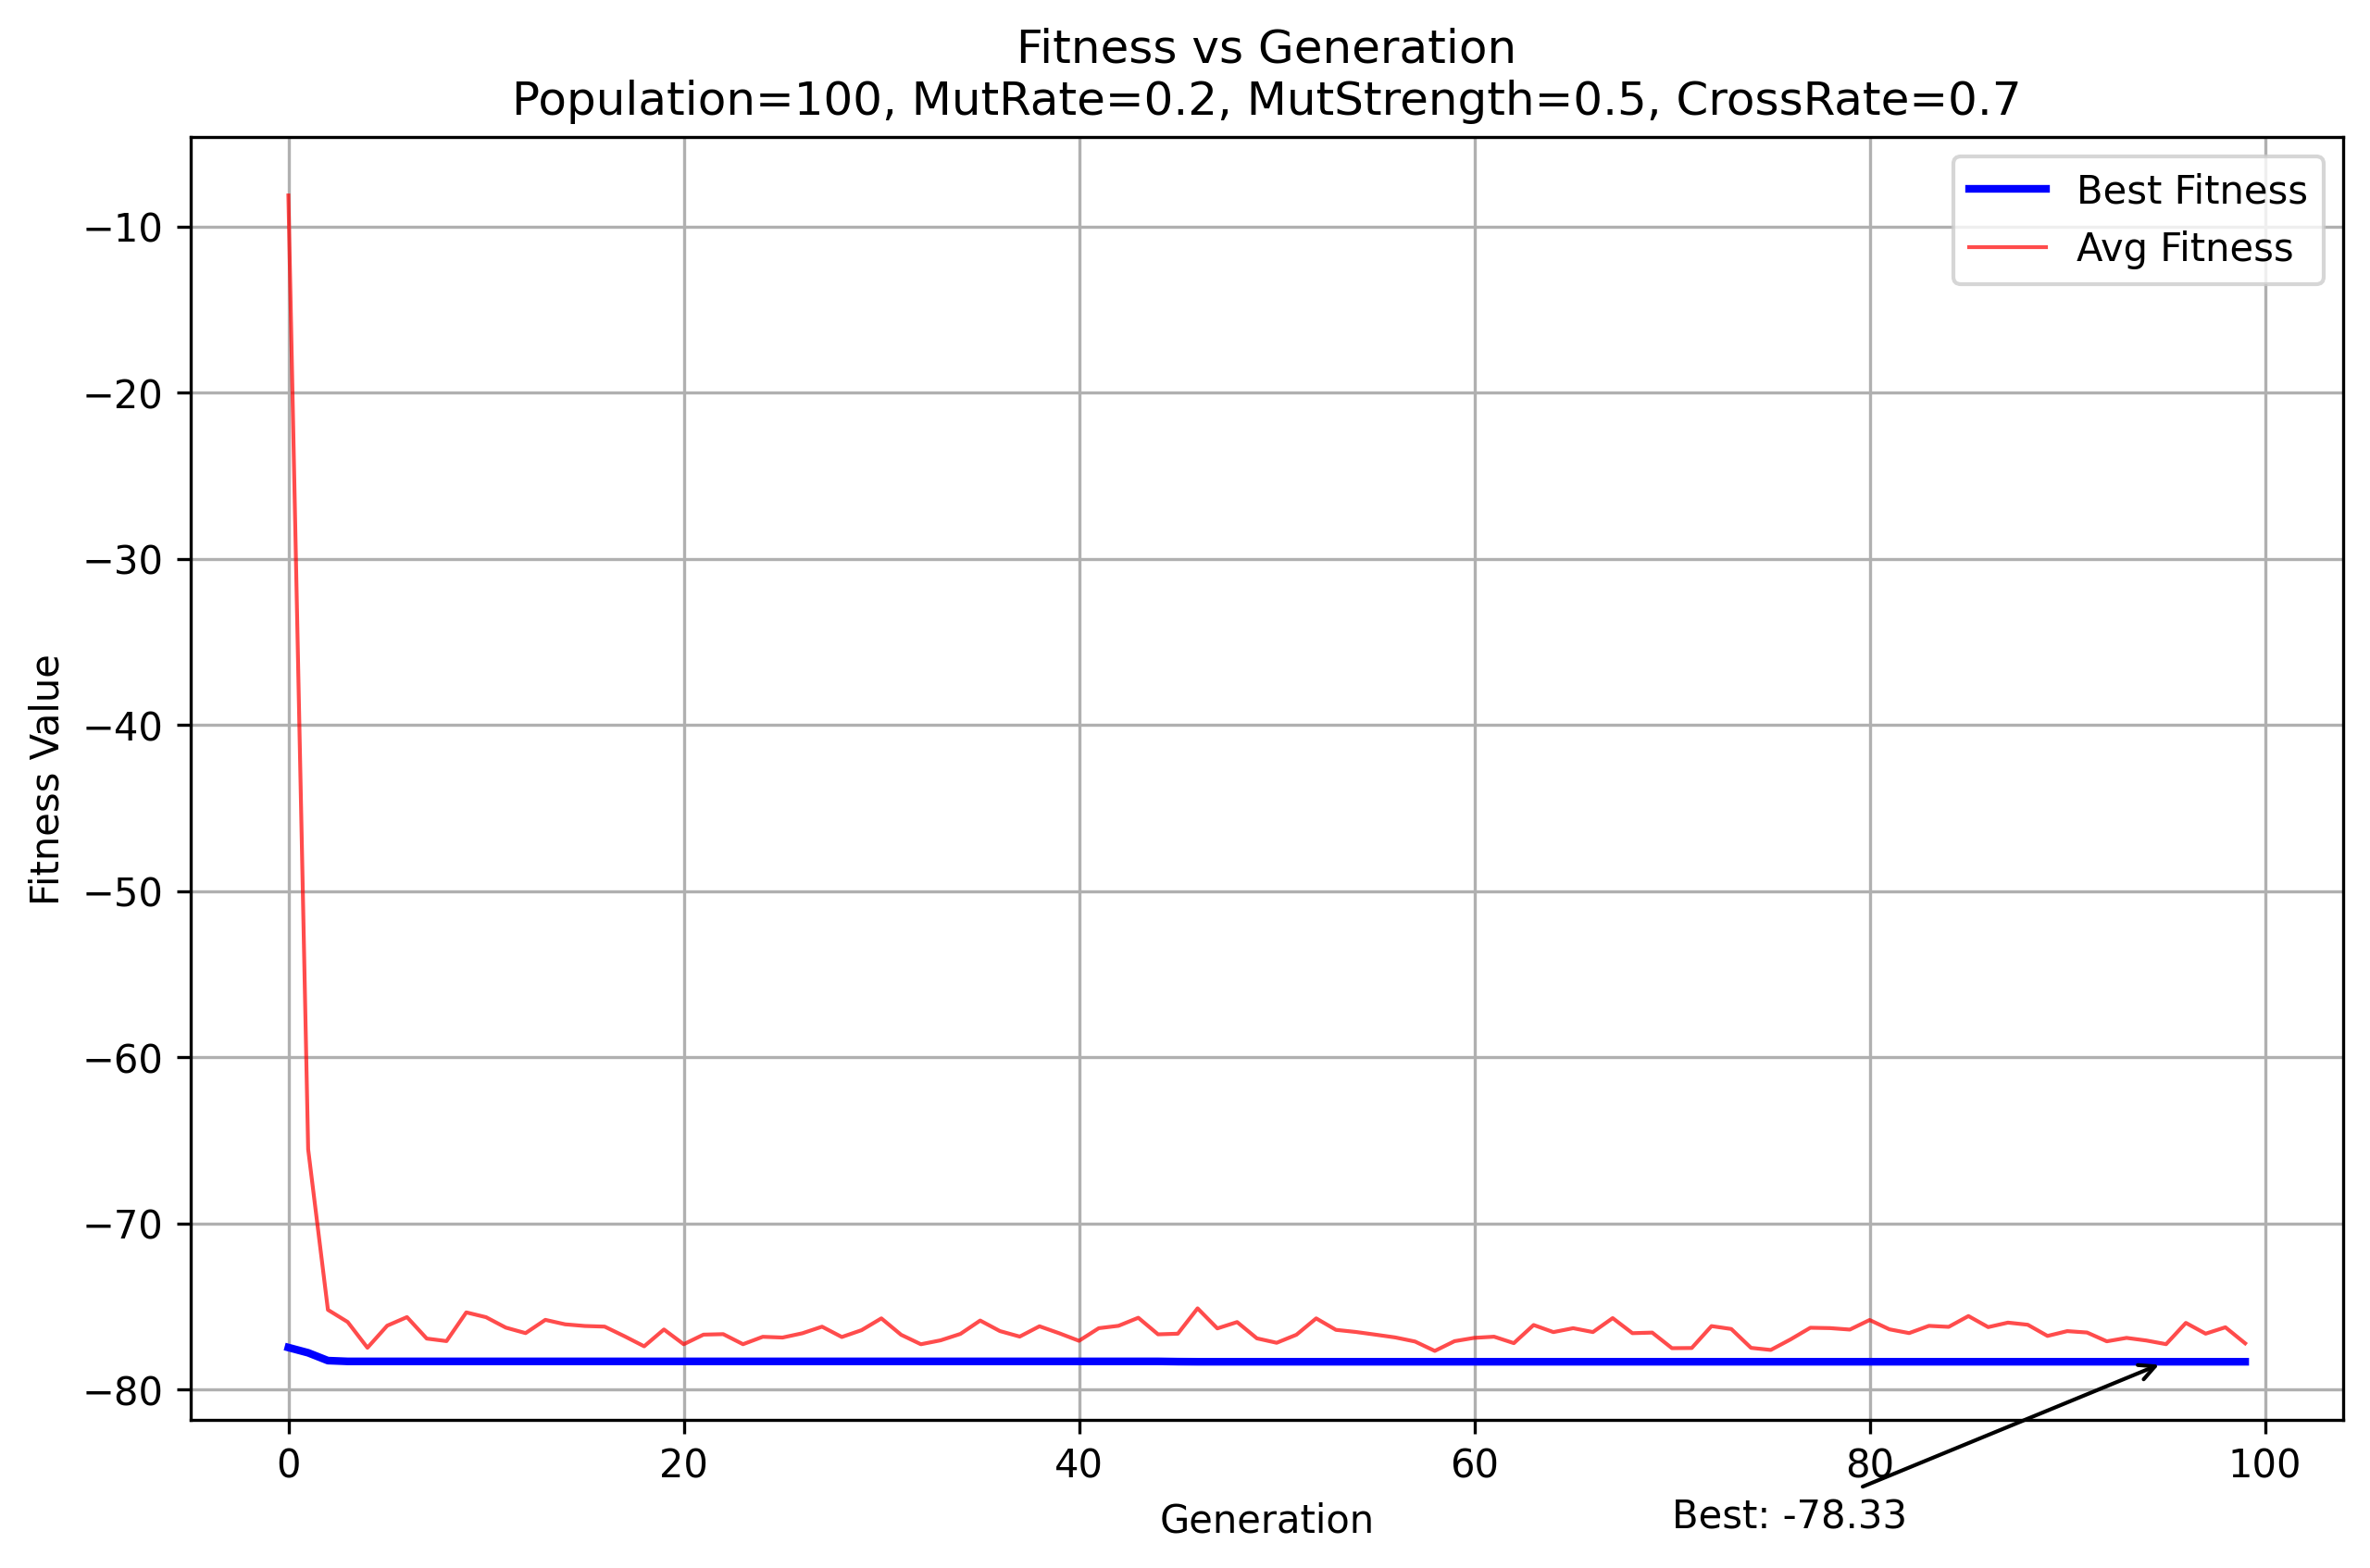 Fitness vs Generation
Population=100, MutRate=0.2, MutStrength=0.5, CrossRate=0.7
Best Fitness
Avg Fitness
Fitness Value
−10
−20
−30
−40
−50
−60
−70
−80
0
20
40
60
80
100
Generation
Best: -78.33